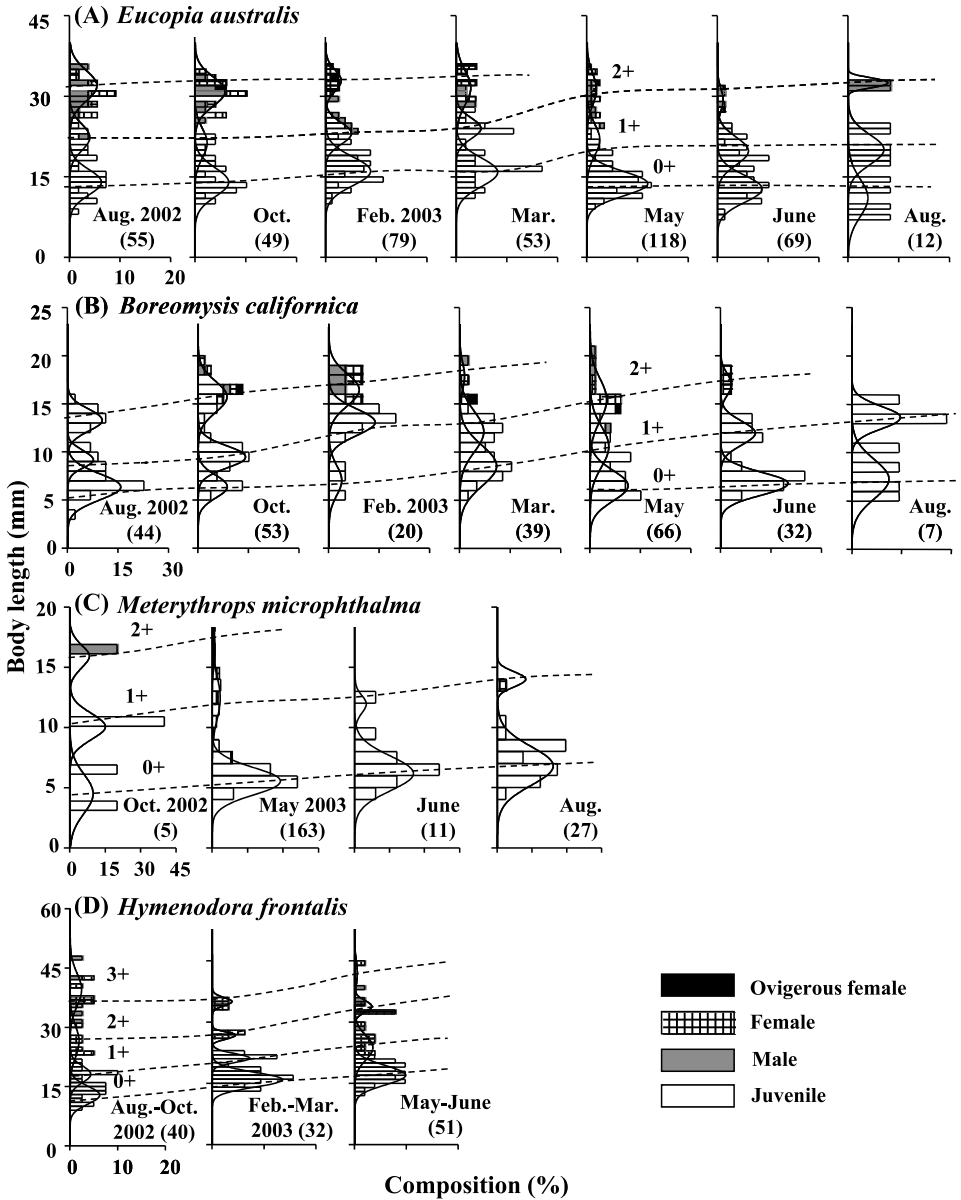 (A) Eucopia australis
45
30
15
0
2+
1+
0+
Aug. 2002
(55)
Oct.
(49)
Feb. 2003
(79)
Mar.
(53)
May
(118)
June
(69)
Aug.
(12)
0 10 20
(B) Boreomysis californica
25
20
15
10
5
0
2+
1+
0+
Aug. 2002
(44)
Oct.
(53)
Feb. 2003
(20)
Mar.
(39)
May
(66)
June
(32)
Aug.
(7)
0 15 30
Body length (mm)
(C) Meterythrops microphthalma
20
15
10
5
0
2+
1+
0+
Oct. 2002
(5)
May 2003
(163)
June
(11)
Aug.
(27)
0 15 30 45
(D) Hymenodora frontalis
60
45
30
15
0
3+
2+
1+
0+
Aug.-Oct.
2002 (40)
Feb.-Mar.
2003 (32)
May-June
(51)
0 10 20
Ovigerous female
Female
Male
Juvenile
Composition (%)